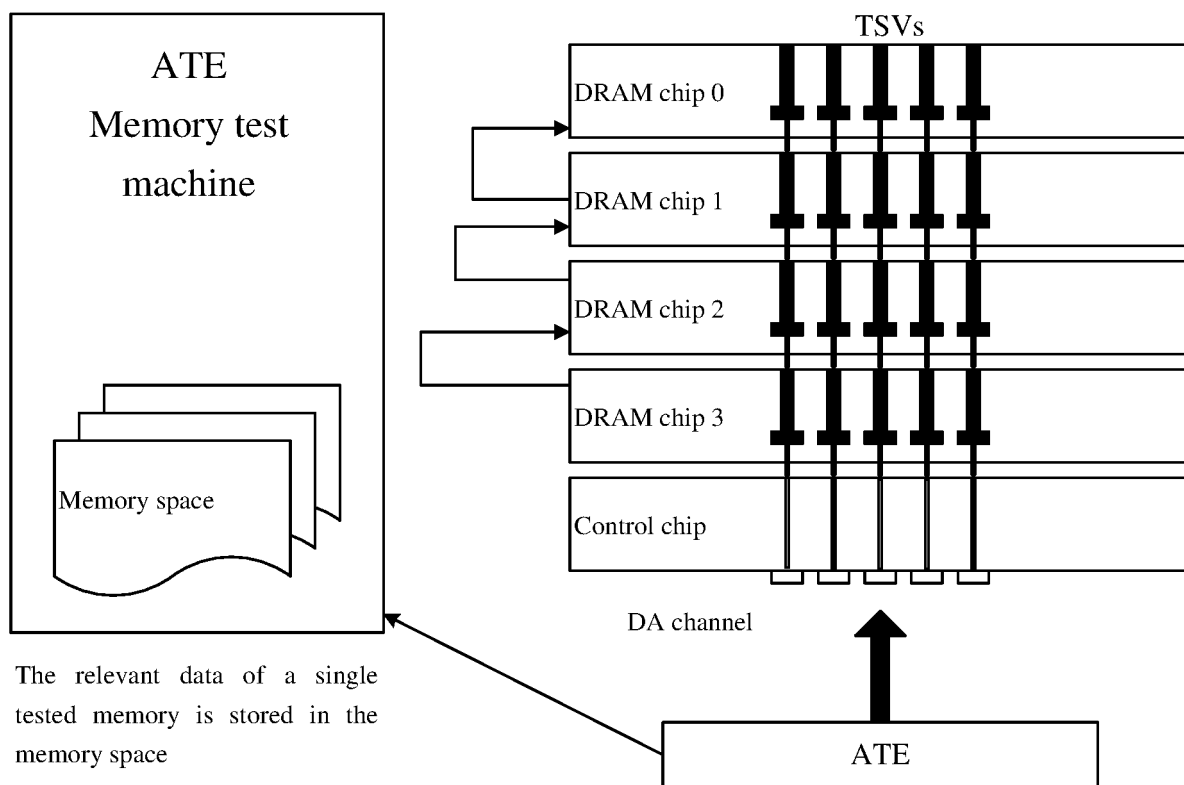 ATE
Memory test
machine
Memory space
The relevant data of a single
tested memory is stored in the
memory space
TSVs
DRAM chip 0
DRAM chip 1
DRAM chip 2
DRAM chip 3
Control chip
DA channel
ATE